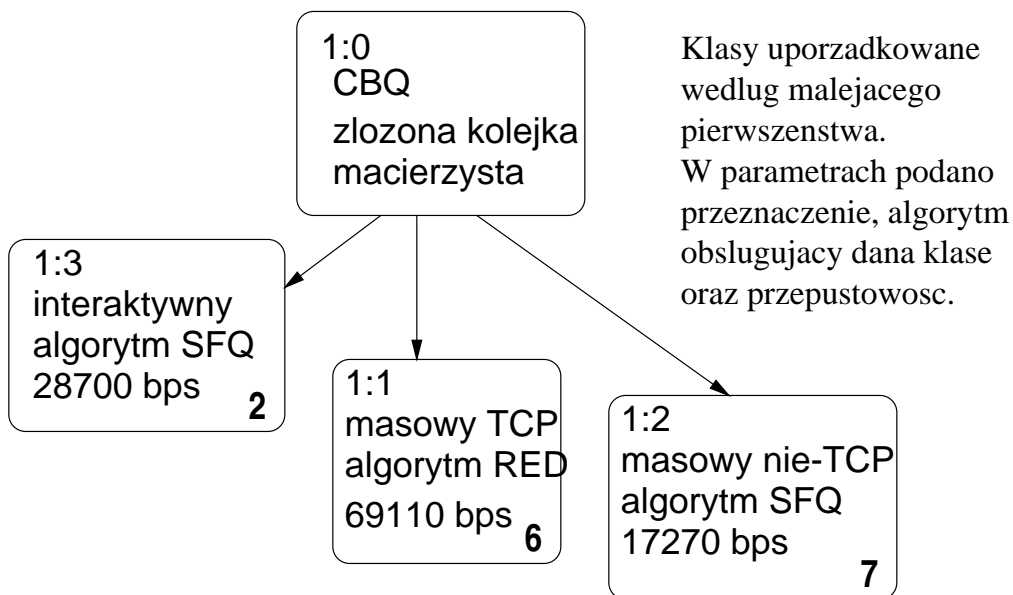 1:0
CBQ
zlozona kolejka
macierzysta
Klasy uporzadkowane
wedlug malejacego
pierwszenstwa.
W parametrach podano
przeznaczenie, algorytm
obslugujacy dana klase
oraz przepustowosc.
1:3
interaktywny
algorytm SFQ
28700 bps
2
1:1
masowy TCP
algorytm RED
69110 bps
6
1:2
masowy nie-TCP
algorytm SFQ
17270 bps
7